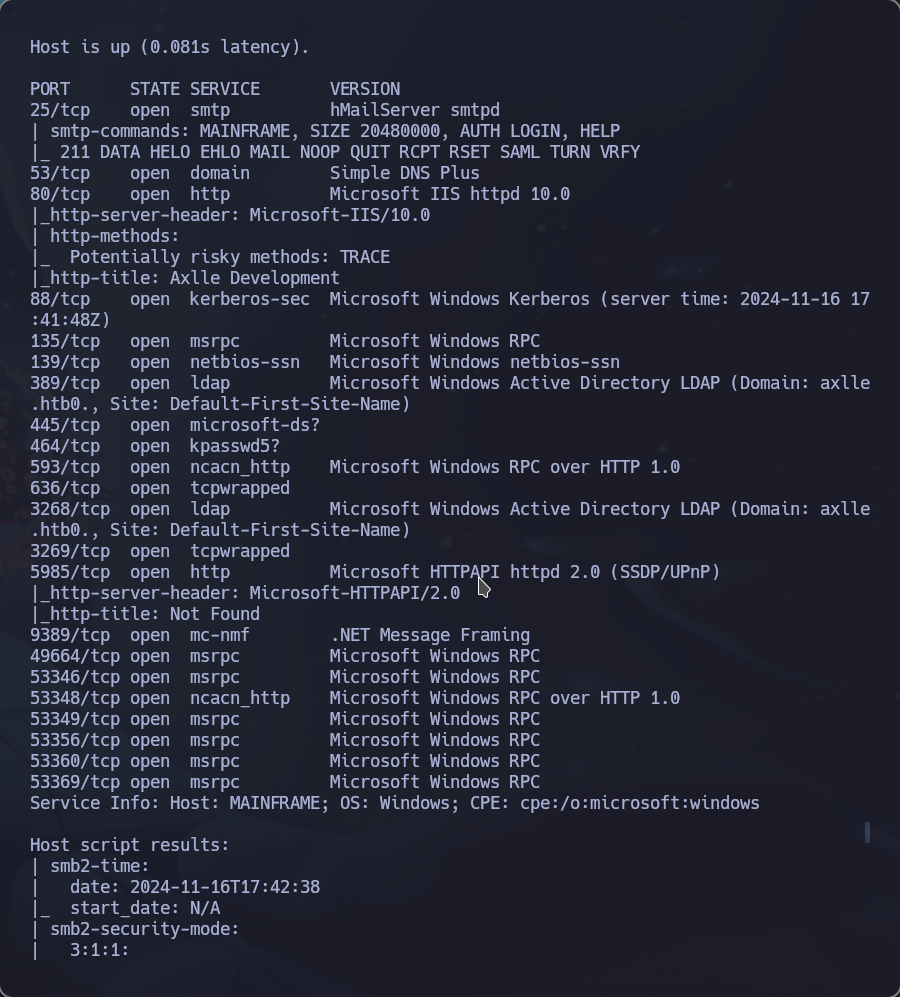 Host is up (0.081s latency).
PORT      STATE SERVICE       VERSION
25/tcp    open  smtp          hMailServer smtpd
| smtp-commands: MAINFRAME, SIZE 20480000, AUTH LOGIN, HELP
|_ 211 DATA HELO EHLO MAIL NOOP QUIT RCPT RSET SAML TURN VRFY
53/tcp    open  domain        Simple DNS Plus
80/tcp    open  http          Microsoft IIS httpd 10.0
|_http-server-header: Microsoft-IIS/10.0
| http-methods:
|_  Potentially risky methods: TRACE
|_http-title: Axlle Development
88/tcp    open  kerberos-sec  Microsoft Windows Kerberos (server time: 2024-11-16 17
:41:48Z)
135/tcp   open  msrpc         Microsoft Windows RPC
139/tcp   open  netbios-ssn   Microsoft Windows netbios-ssn
389/tcp   open  ldap          Microsoft Windows Active Directory LDAP (Domain: axlle
.htb0., Site: Default-First-Site-Name)
445/tcp   open  microsoft-ds?
464/tcp   open  kpasswd5?
593/tcp   open  ncacn_http    Microsoft Windows RPC over HTTP 1.0
636/tcp   open  tcpwrapped
3268/tcp  open  ldap          Microsoft Windows Active Directory LDAP (Domain: axlle
.htb0., Site: Default-First-Site-Name)
3269/tcp  open  tcpwrapped
5985/tcp  open  http          Microsoft HTTPAPI httpd 2.0 (SSDP/UPnP)
|_http-server-header: Microsoft-HTTPAPI/2.0
|_http-title: Not Found
9389/tcp  open  mc-nmf        .NET Message Framing
49664/tcp open  msrpc         Microsoft Windows RPC
53346/tcp open  msrpc         Microsoft Windows RPC
53348/tcp open  ncacn_http    Microsoft Windows RPC over HTTP 1.0
53349/tcp open  msrpc         Microsoft Windows RPC
53356/tcp open  msrpc         Microsoft Windows RPC
53360/tcp open  msrpc         Microsoft Windows RPC
53369/tcp open  msrpc         Microsoft Windows RPC
Service Info: Host: MAINFRAME; OS: Windows; CPE: cpe:/o:microsoft:windows
Host script results:
| smb2-time:
|   date: 2024-11-16T17:42:38
|_  start_date: N/A
| smb2-security-mode:
|   3:1:1: